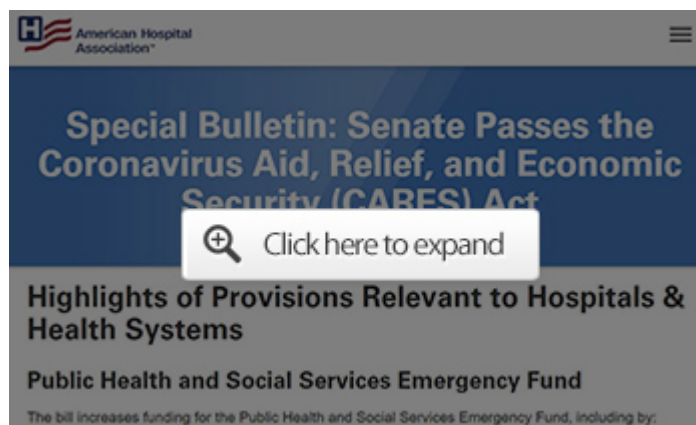 American Hospital
Association™
Special Bulletin: Senate Passes the
Coronavirus Aid, Relief, and Economic
Security (CARES) Act
Click here to expand
Highlights of Provisions Relevant to Hospitals &
Health Systems
Public Health and Social Services Emergency Fund
The bill increases funding for the Public Health and Social Services Emergency Fund, including by: